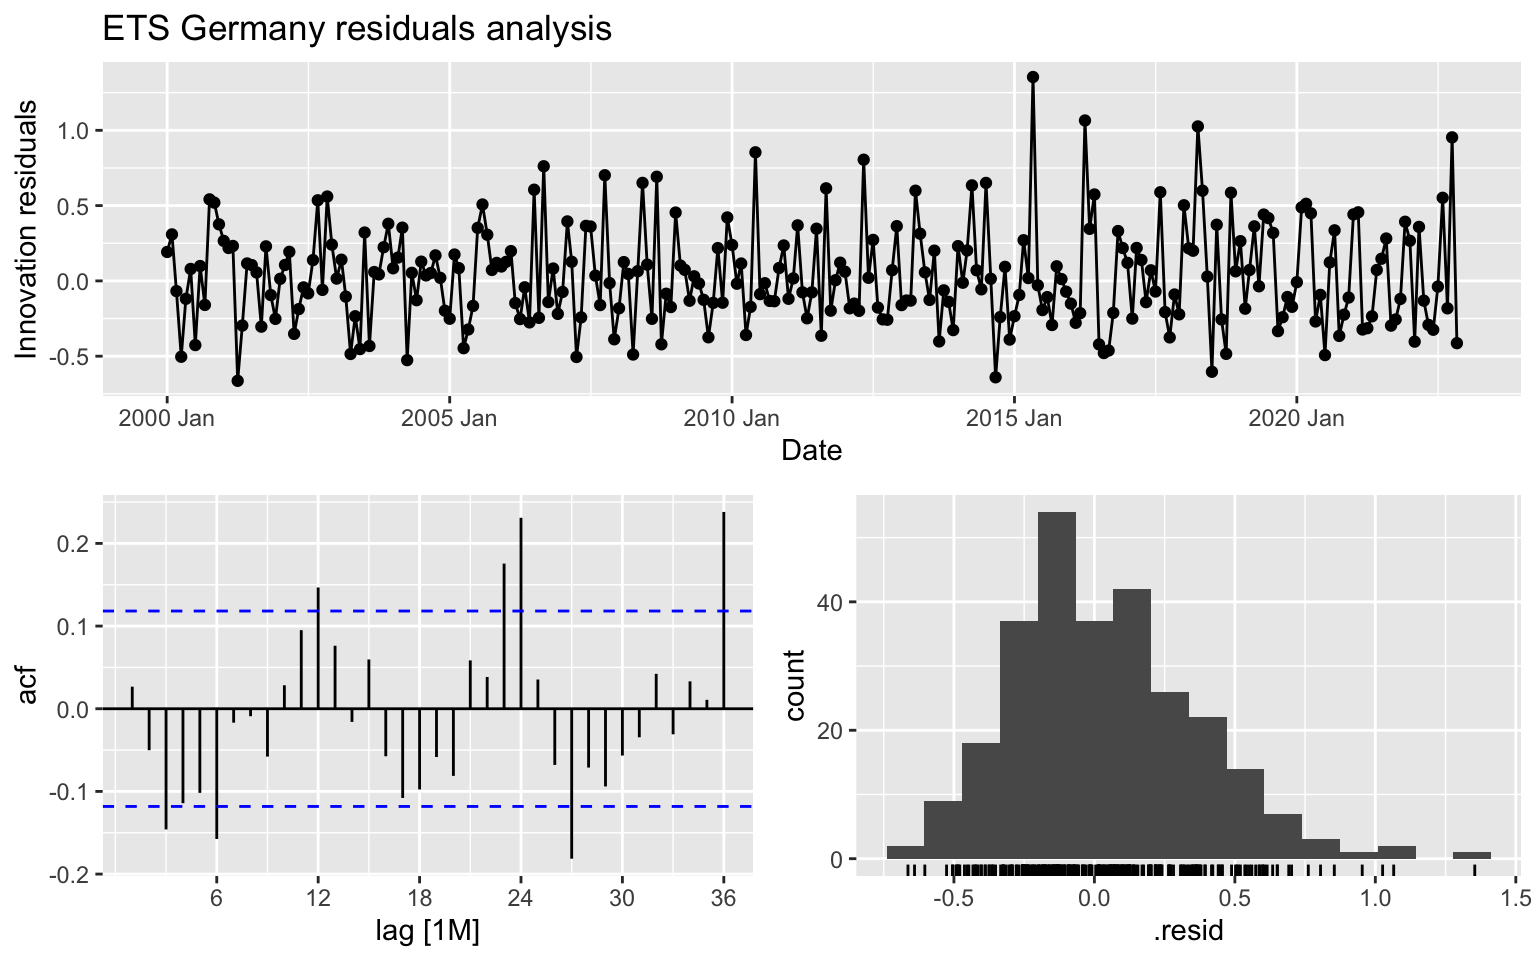 ETS Germany residuals analysis
Innovation residuals
1.0
0.5
0.0
-0.5
2000 Jan 2005 Jan 2010 Jan 2015 Jan 2020 Jan
Date
acf
0.2
0.1
0.0
-0.1
-0.2
6 12 18 24 30 36
lag [1M]
count
40
20
0
-0.5 0.0 0.5 1.0 1.5
.resid